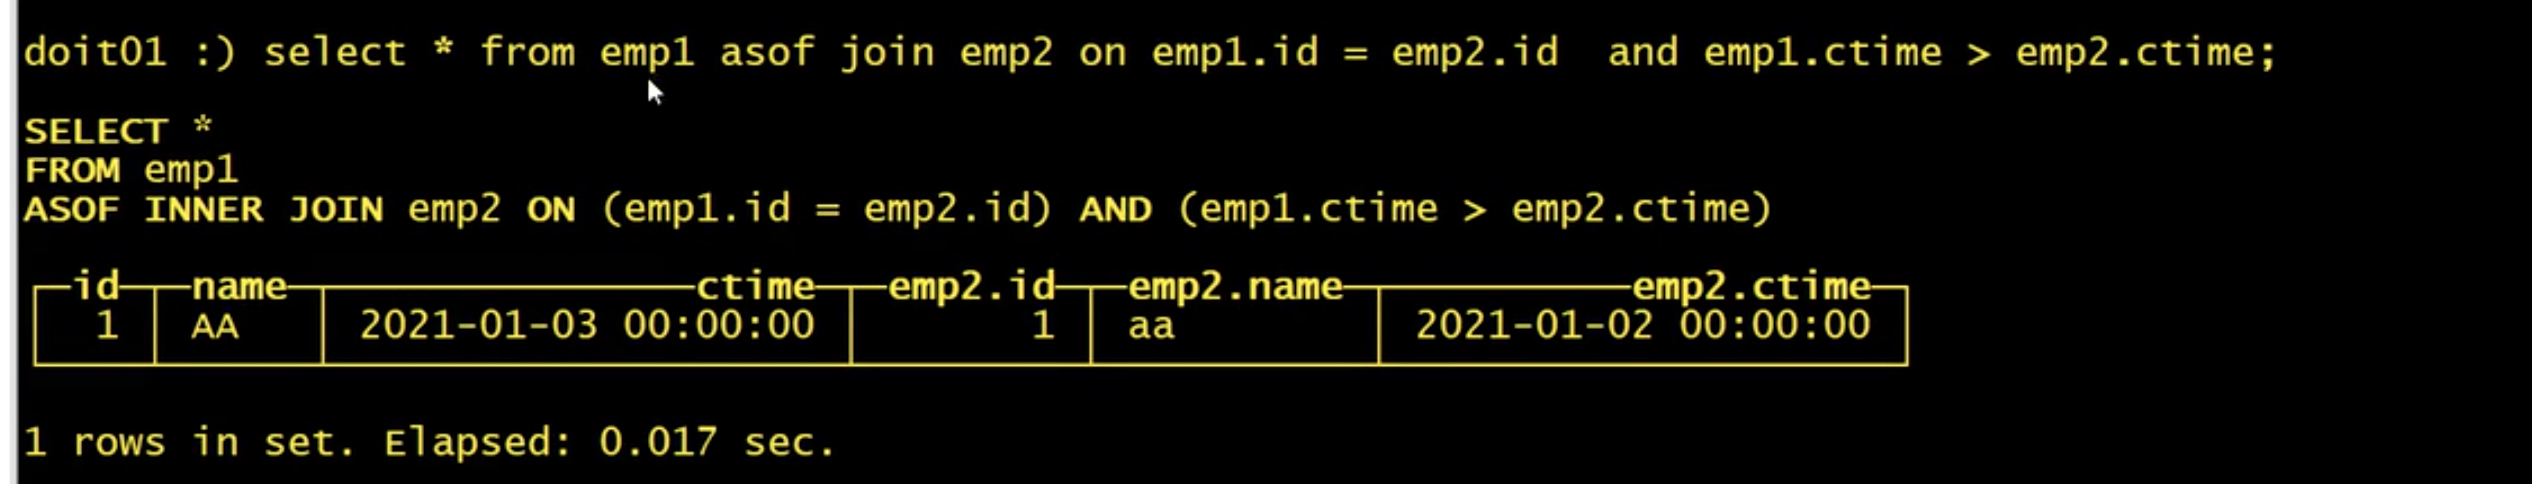 doit01 :) select * from emp1 asof join emp2 on emp1.id = emp2.id  and emp1.ctime > emp2.ctime;
SELECT *
FROM emp1
ASOF INNER JOIN emp2 ON (emp1.id = emp2.id) AND (emp1.ctime > emp2.ctime)
id name ctime emp2.id emp2.name emp2.ctime
1 AA 2021-01-03 00:00:00 1 aa 2021-01-02 00:00:00
1 rows in set. Elapsed: 0.017 sec.